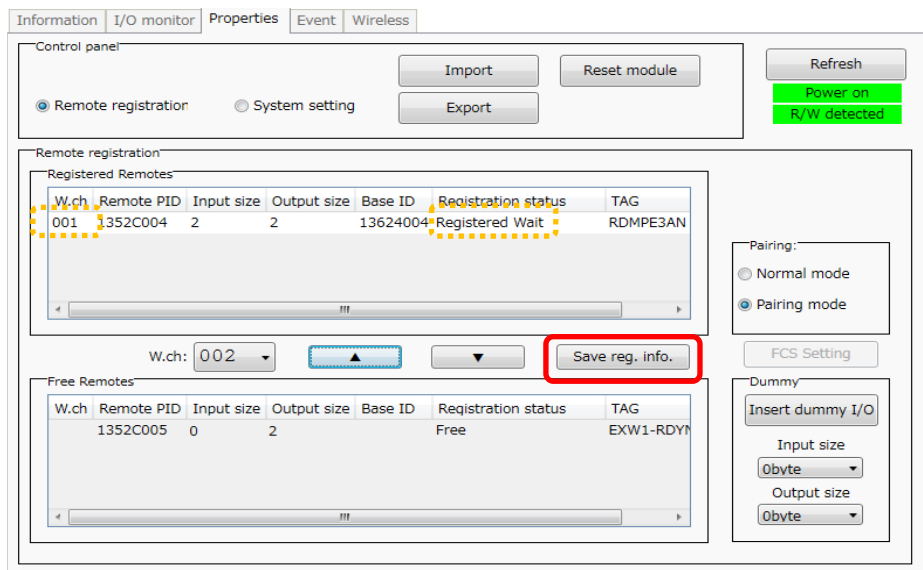 Information I/O monitor Properties Event Wireless
Control panel
Import Reset module Refresh
Power on
Remote registration System setting Export R/W detected
Remote registration
Registered Remotes
W.ch Remote PID Input size Output size Base ID Registration status TAG
001 1352C004 2 2 13624004 Registered Wait RDMPE3AN
Pairing:
Normal mode
Pairing mode
W.ch: 002 ▲ ▼ Save reg. info. FCS Setting
Free Remotes Dummy
W.ch Remote PID Input size Output size Base ID Registration status TAG Insert dummy I/O
1352C005 0 2 Free EXW1-RDYN
Input size
0byte
Output size
0byte